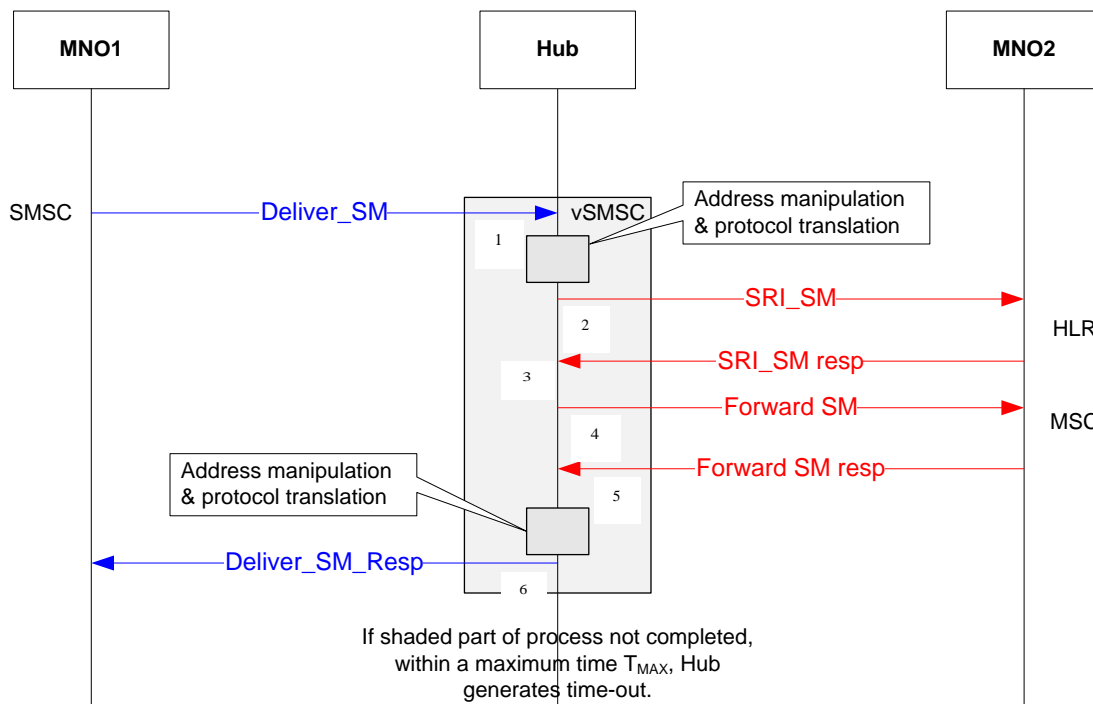 MNO1
Hub
MNO2
SMSC
Deliver_SM
vSMSC
Address manipulation
& protocol translation
1
SRI_SM
2
HLR
SRI_SM resp
3
Forward SM
4
MSC
Forward SM resp
Address manipulation
& protocol translation
5
Deliver_SM_Resp
6
If shaded part of process not completed,
within a maximum time TMAX, Hub
generates time-out.